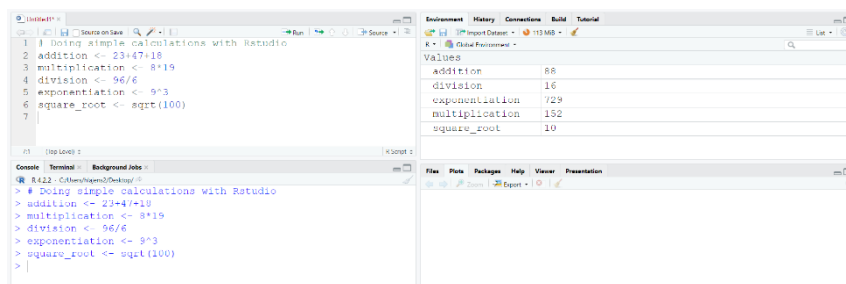 Untitled1*
Source on Save
Run
Source
1 # Doing simple calculations with Rstudio
2 addition <- 23+47+18
3 multiplication <- 8*19
4 division <- 96/6
5 exponentiation <- 9^3
6 square_root <- sqrt(100)
7
(Top Level)
R Script
Console Terminal Background Jobs
R 4.2.2
> # Doing simple calculations with Rstudio
> addition <- 23+47+18
> multiplication <- 8*19
> division <- 96/6
> exponentiation <- 9^3
> square_root <- sqrt(100)
>
Environment History Connections Build Tutorial
Import Dataset 113 MiB List
R Global Environment
Values
addition 88
division 16
exponentiation 729
multiplication 152
square_root 10
Files Plots Packages Help Viewer Presentation
Zoom Export